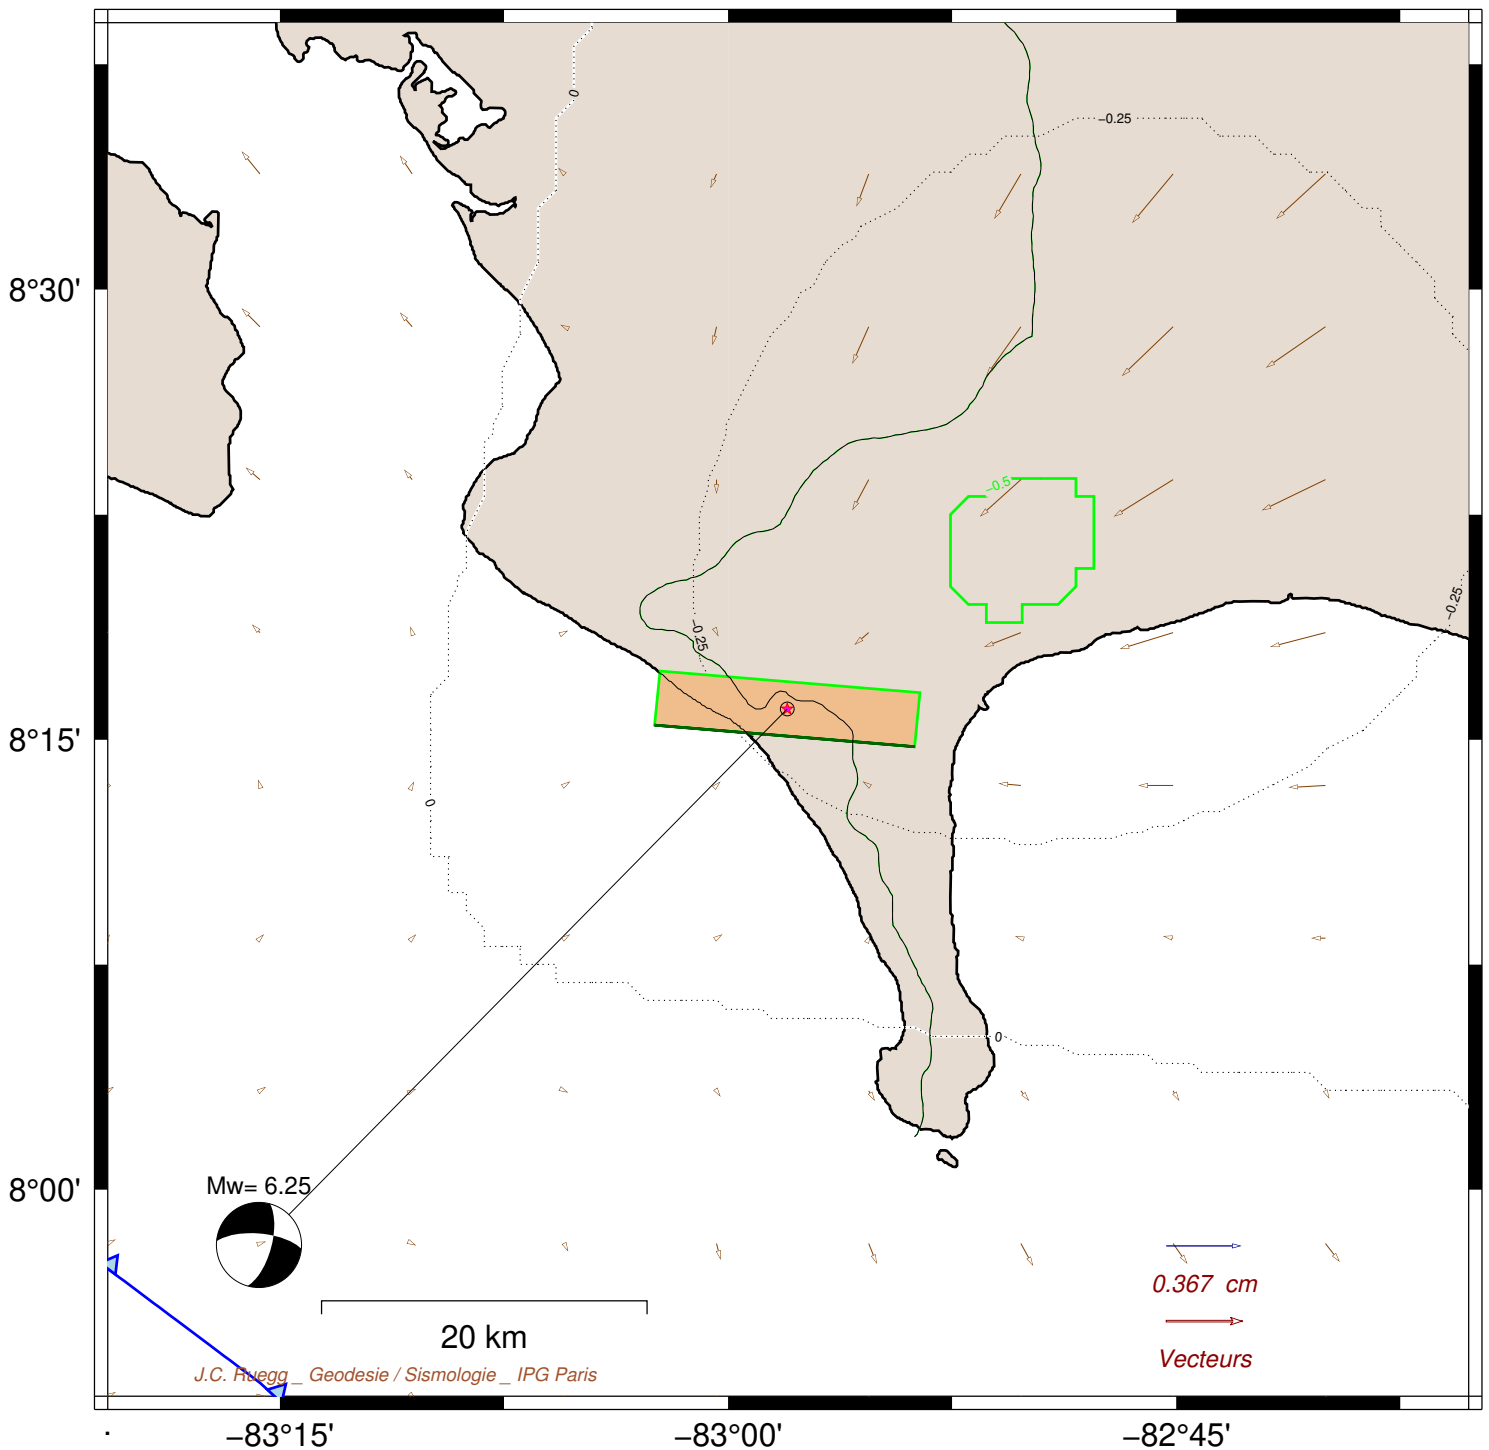 0
−0.25
8°30'
−0.5
−0.25
−0.25
8°15'
0
0
8°00'
Mw= 6.25
0.367 cm
20 km
Vecteurs
J.C. Ruegg _ Geodesie / Sismologie _ IPG Paris
−83°15'
−83°00'
−82°45'